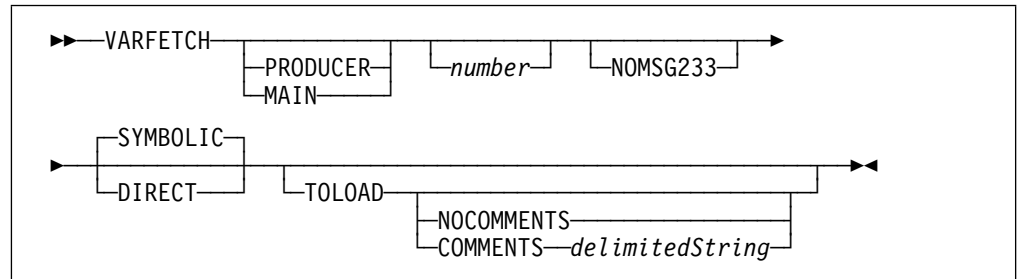 ►►──VARFETCH
PRODUCER
MAIN
number
NOMSG233
►
►
SYMBOLIC
DIRECT
TOLOAD
NOCOMMENTS
COMMENTS──delimitedString
►◄